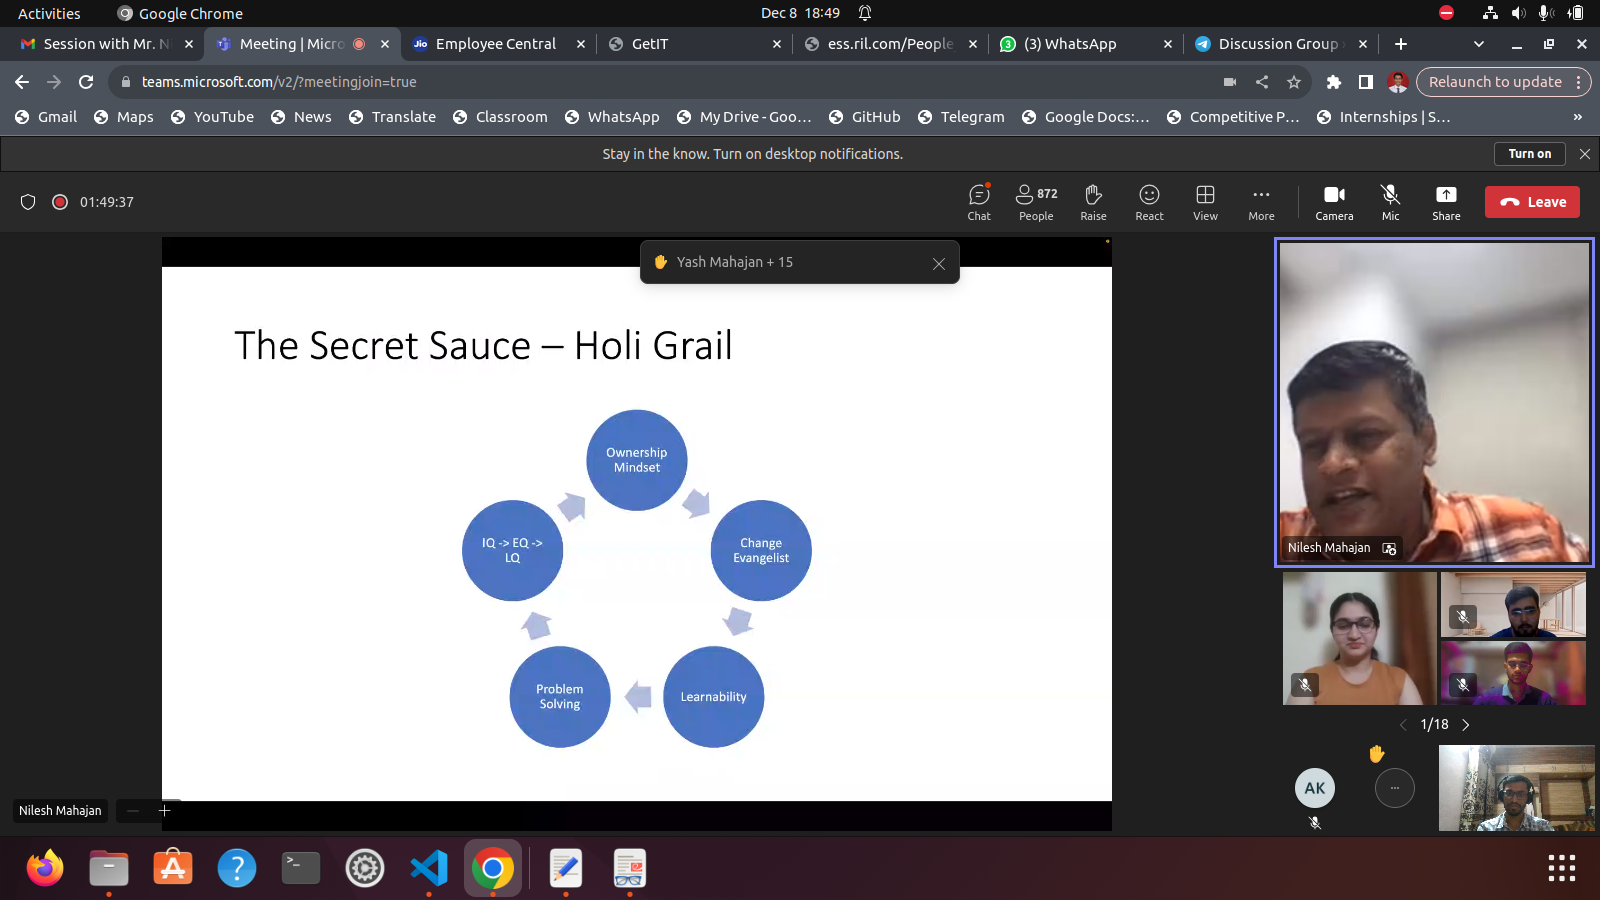 Activities
Google Chrome
Dec 8 18:49
Session with Mr. N
Meeting | Micro
Jio
Employee Central
GetIT
ess.ril.com/People
3
(3) WhatsApp
Discussion Group
teams.microsoft.com/v2/?meetingjoin=true
Relaunch to update
Gmail
Maps
YouTube
News
Translate
Classroom
WhatsApp
My Drive - Goo...
GitHub
Telegram
Google Docs:...
Competitive P...
Internships | S...
»
Stay in the know. Turn on desktop notifications.
Turn on
01:49:37
Chat
872
People
Raise
React
View
More
Camera
Mic
Share
Leave
Yash Mahajan + 15
The Secret Sauce – Holi Grail
Ownership
Mindset
Change
Evangelist
Learnability
Problem
Solving
IQ -> EQ ->
LQ
Nilesh Mahajan
1/18
AK
...
Nilesh Mahajan